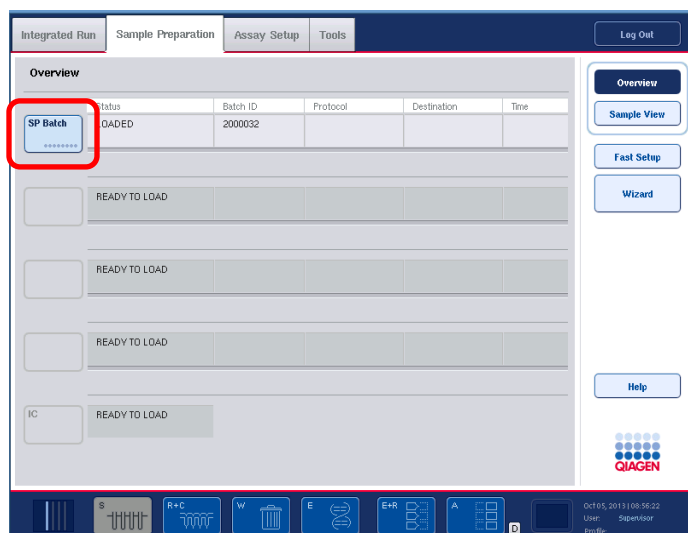 Integrated Run Sample Preparation Assay Setup Tools Log Out
Overview
Status Batch ID Protocol Destination Time
SP Batch LOADED 2000032
READY TO LOAD
READY TO LOAD
READY TO LOAD
IC READY TO LOAD
Overview
Sample View
Fast Setup
Wizard
Help
QIAGEN
S R+C W E E+R A D
Oct 05, 2013 | 08:56:22
User: Supervisor
Profile: